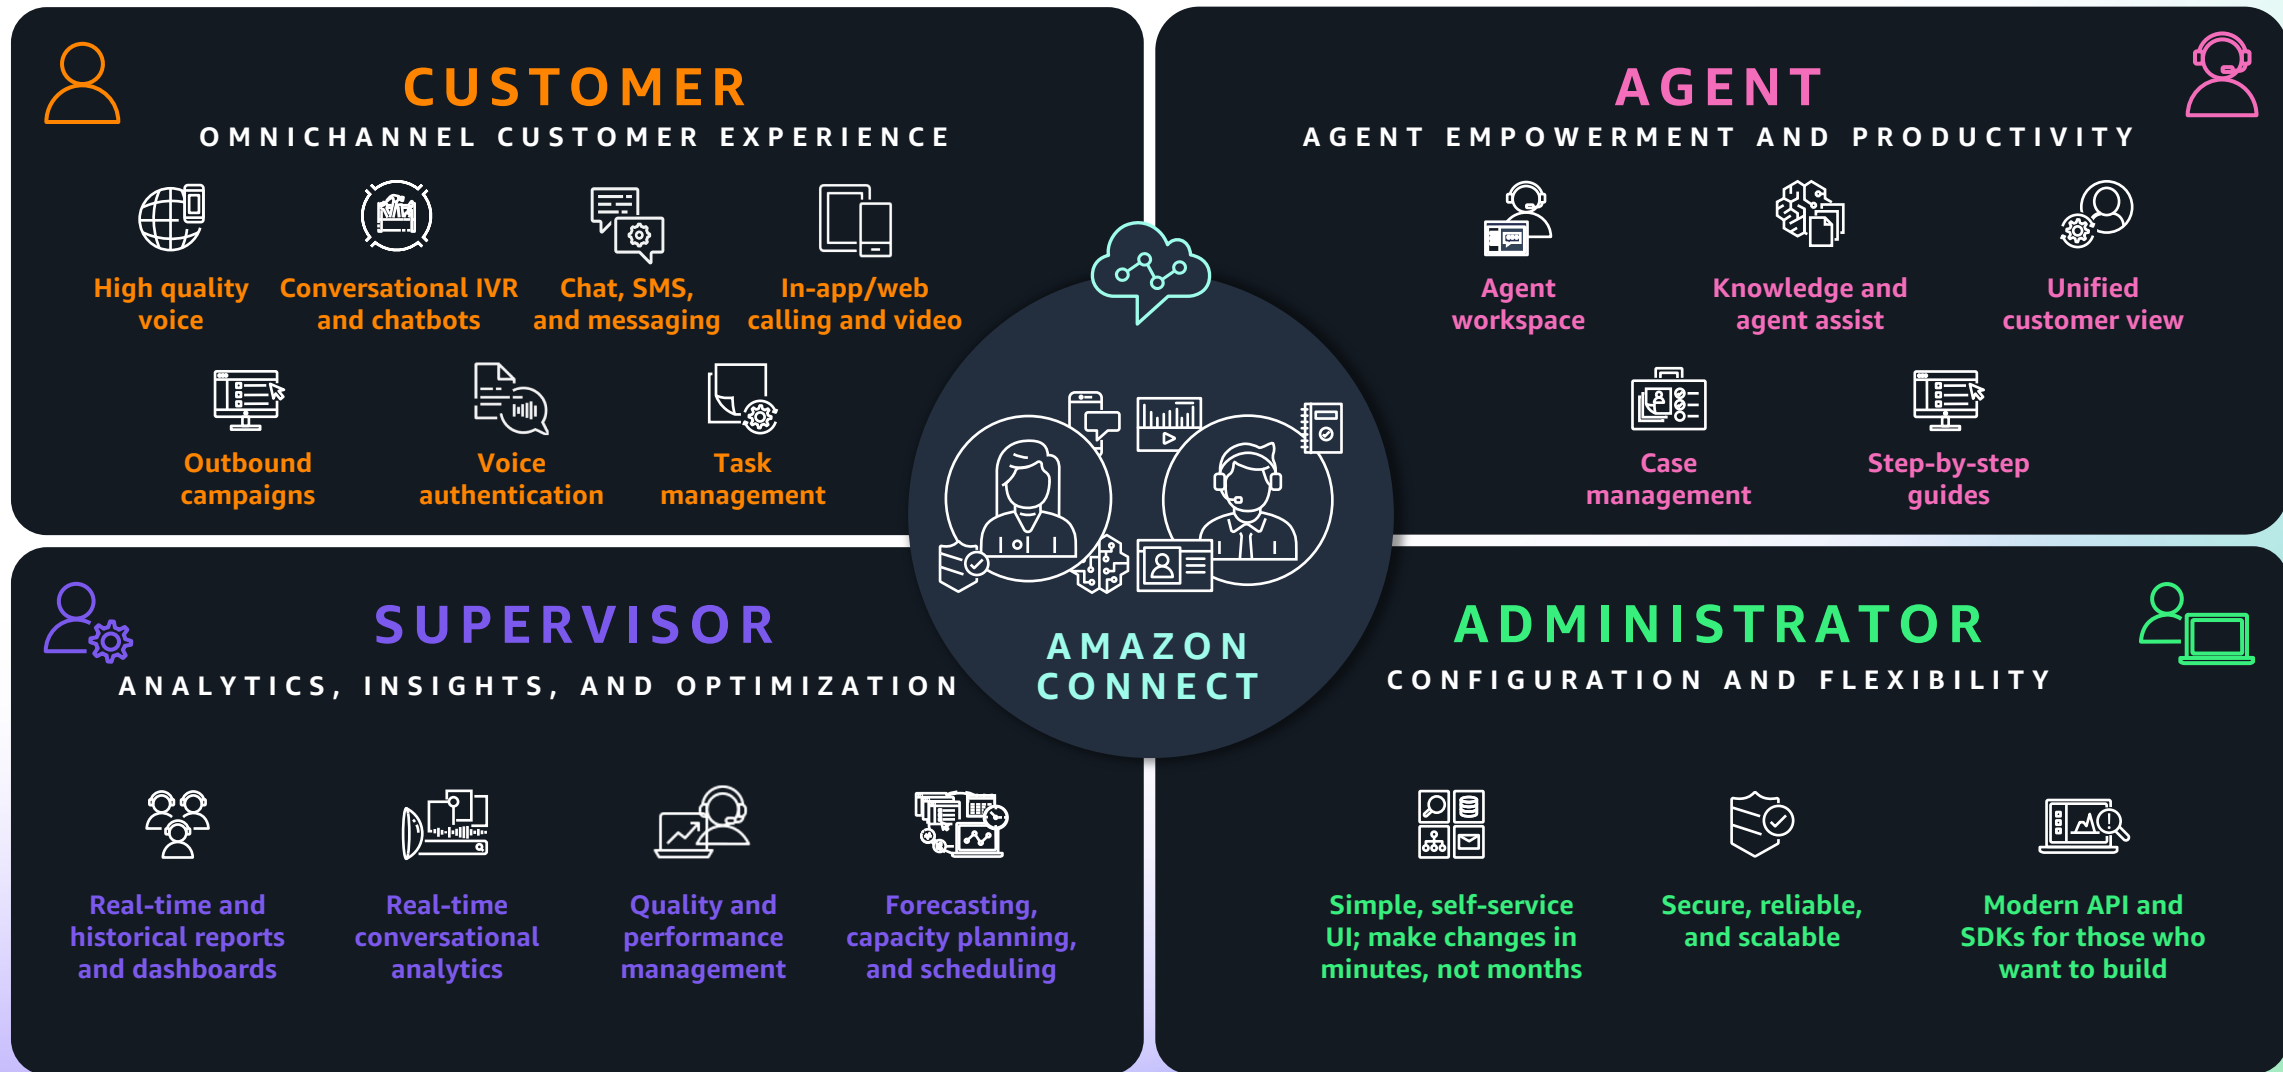 CUSTOMER
OMNICHANNEL CUSTOMER EXPERIENCE
High quality
voice
Conversational IVR
and chatbots
Chat, SMS,
and messaging
In-app/web
calling and video
Outbound
campaigns
Voice
authentication
Task
management
AGENT
AGENT EMPOWERMENT AND PRODUCTIVITY
Agent
workspace
Knowledge and
agent assist
Unified
customer view
Case
management
Step-by-step
guides
AMAZON
CONNECT
SUPERVISOR
ANALYTICS, INSIGHTS, AND OPTIMIZATION
Real-time and
historical reports
and dashboards
Real-time
conversational
analytics
Quality and
performance
management
Forecasting,
capacity planning,
and scheduling
ADMINISTRATOR
CONFIGURATION AND FLEXIBILITY
Simple, self-service
UI; make changes in
minutes, not months
Secure, reliable,
and scalable
Modern API and
SDKs for those who
want to build